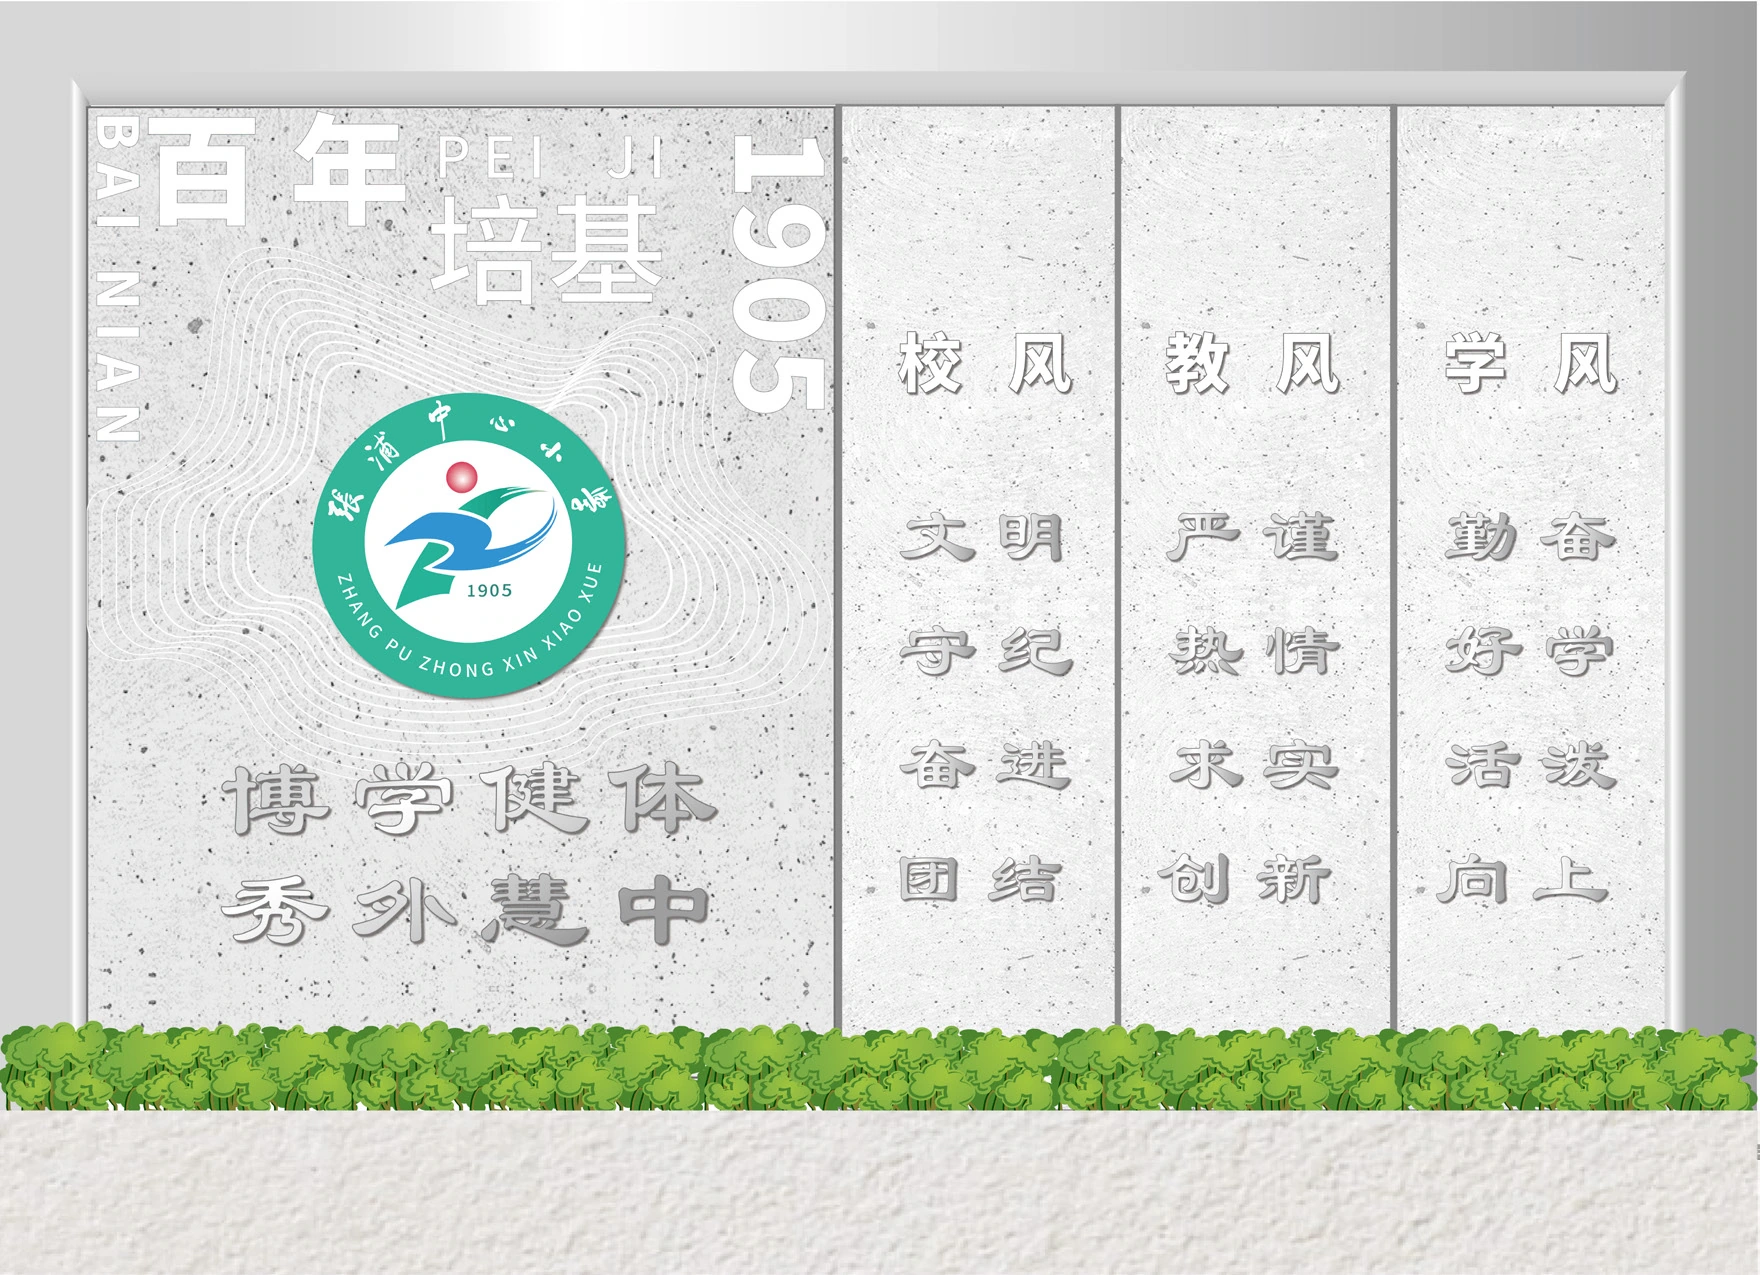 BAI NIAN
百年
PEI JI
培基
1905
张浦中心小学
1905
ZHANG PU ZHONG XIN XIAO XUE
博学健体
秀外慧中
校风
文明
守纪
奋进
团结
教风
严谨
热情
求实
创新
学风
勤奋
好学
活泼
向上